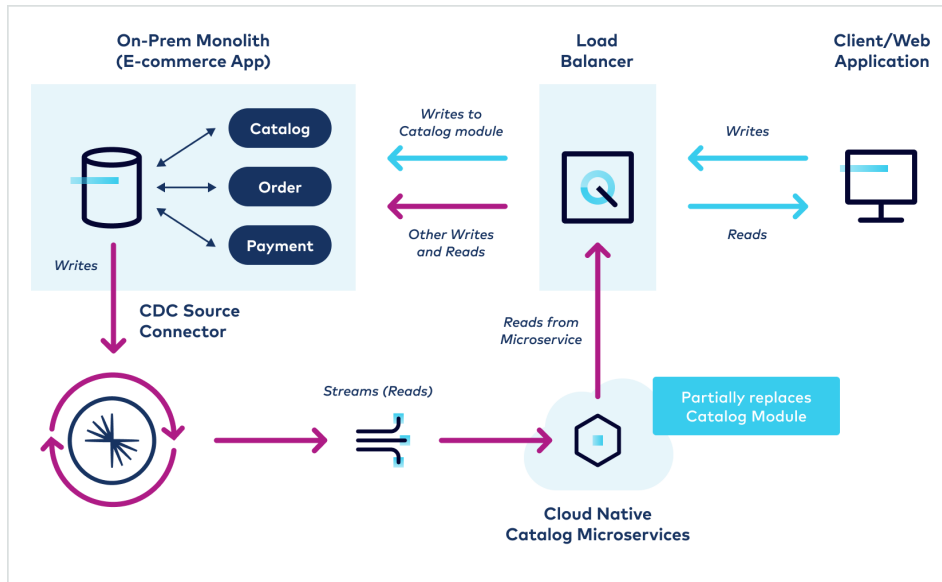 On-Prem Monolith
(E-commerce App)
Load
Balancer
Client/Web
Application
Catalog
Order
Payment
Writes to
Catalog module
Other Writes
and Reads
Writes
Reads
Writes
CDC Source
Connector
Reads from
Microservice
Streams (Reads)
Partially replaces
Catalog Module
Cloud Native
Catalog Microservices